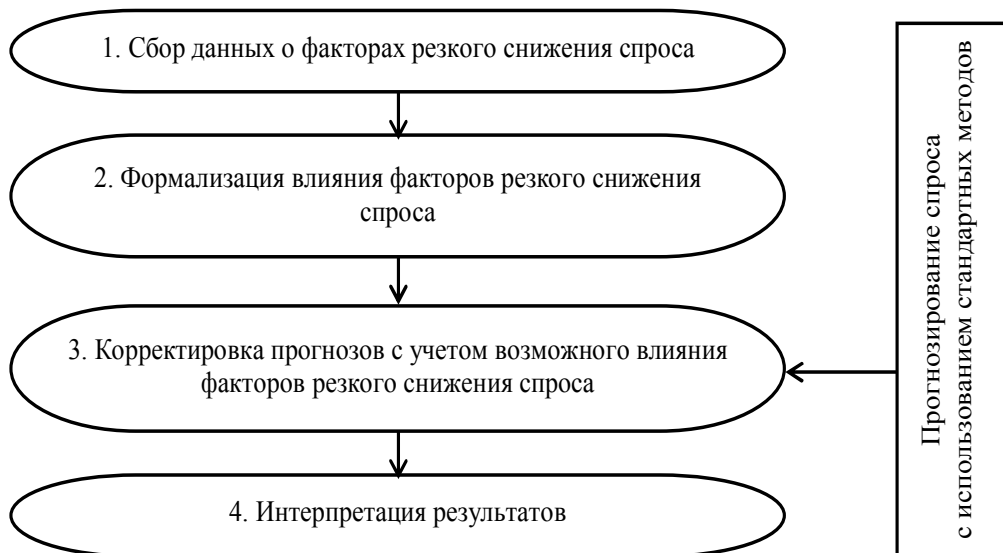 1. Сбор данных о факторах резкого снижения спроса
2. Формализация влияния факторов резкого снижения
спроса
3. Корректировка прогнозов с учетом возможного влияния
факторов резкого снижения спроса
4. Интерпретация результатов
Прогнозирование спроса
с использованием стандартных методов